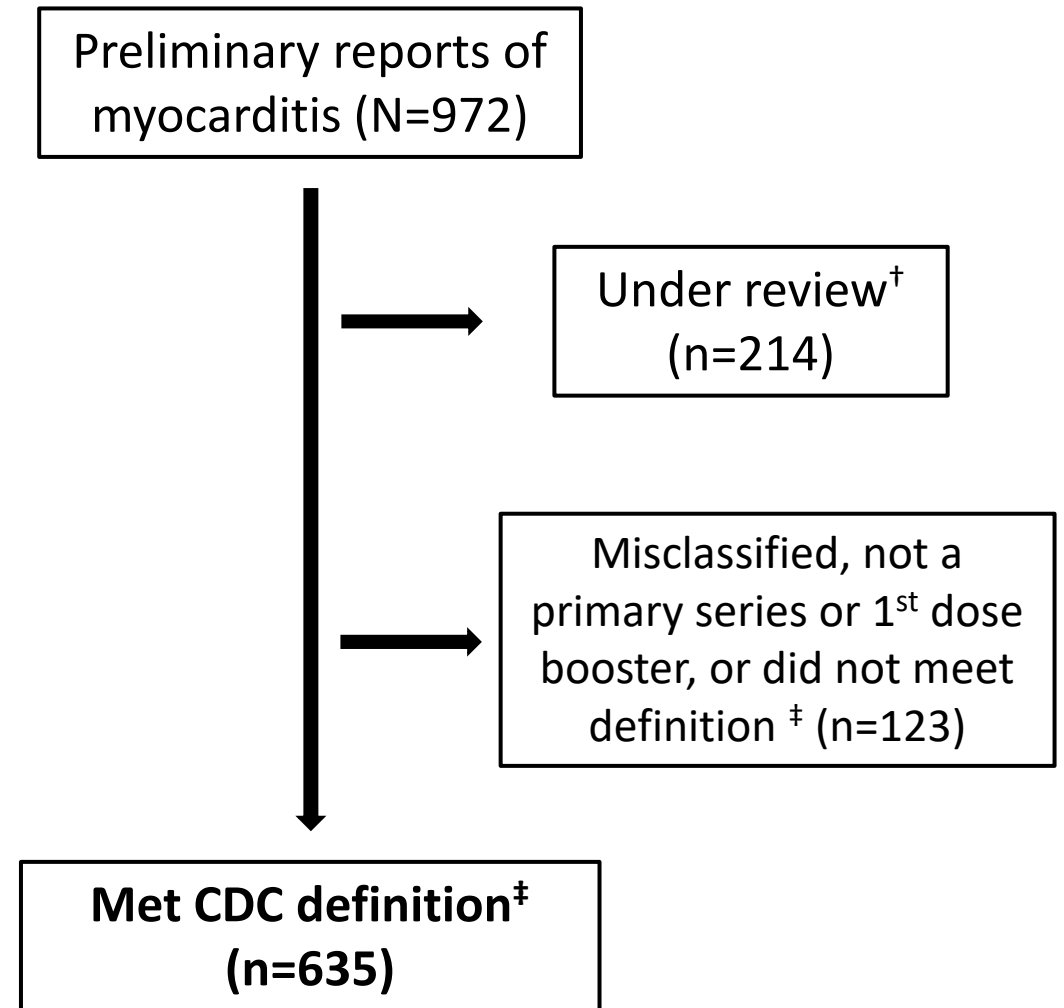 Preliminary reports of
myocarditis (N=972)
Under review†
(n=214)
Misclassified, not a
primary series or 1st dose
booster, or did not meet
definition ‡ (n=123)
Met CDC definition‡
(n=635)